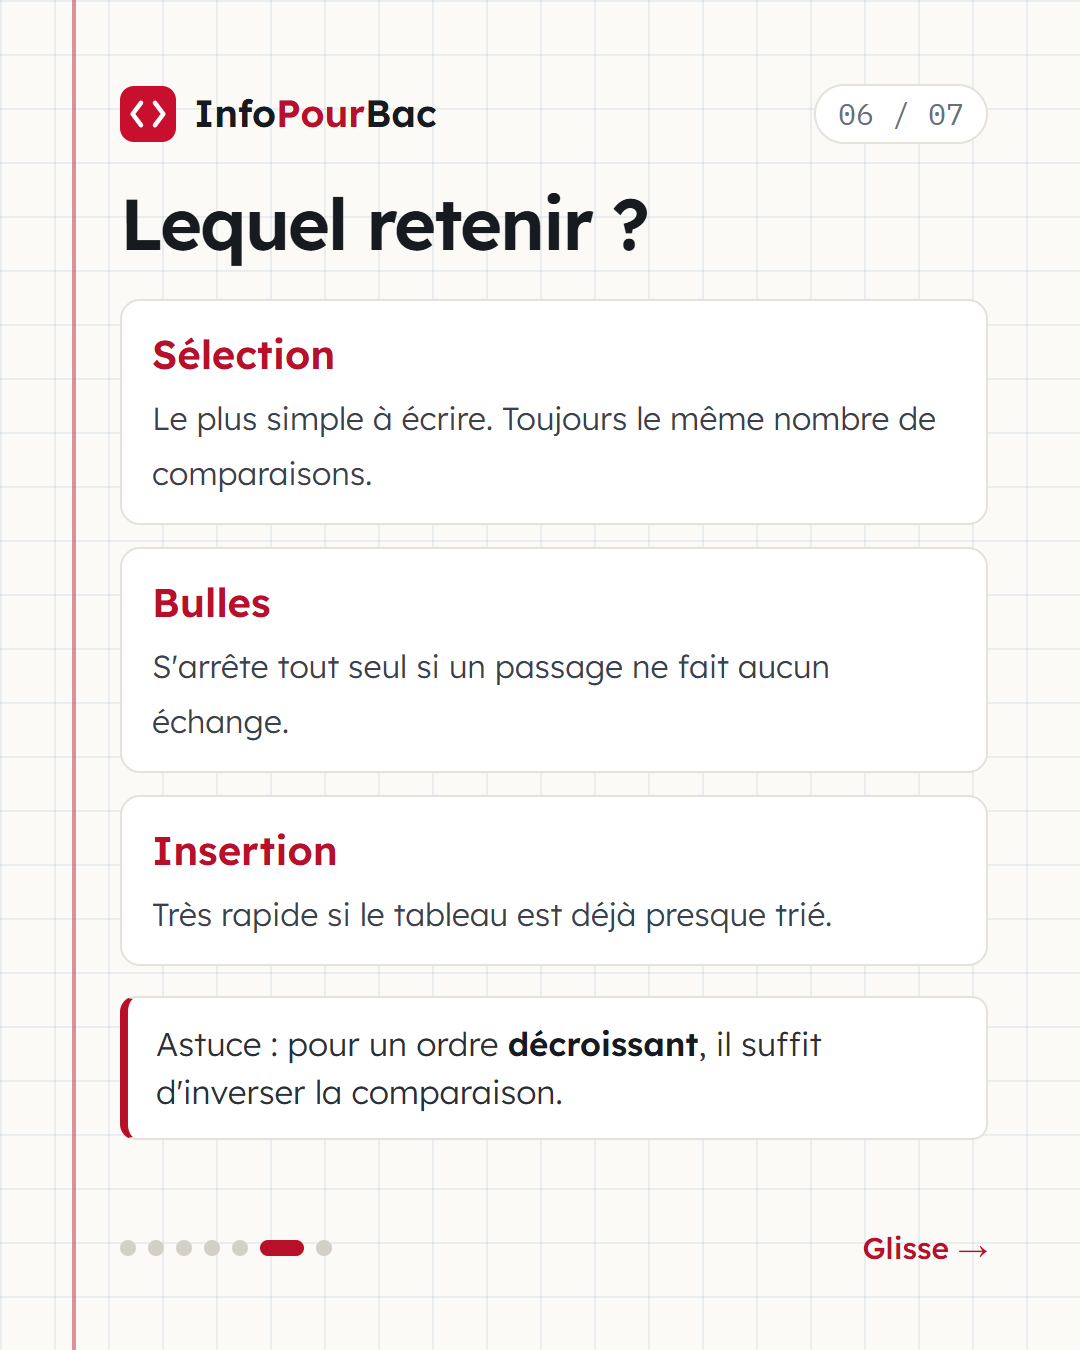 InfoPourBac
06 / 07
Lequel retenir ?
Sélection
Le plus simple à écrire. Toujours le même nombre de
comparaisons.
Bulles
S'arrête tout seul si un passage ne fait aucun
échange.
Insertion
Très rapide si le tableau est déjà presque trié.
Astuce : pour un ordre décroissant, il suffit
d'inverser la comparaison.
Glisse →